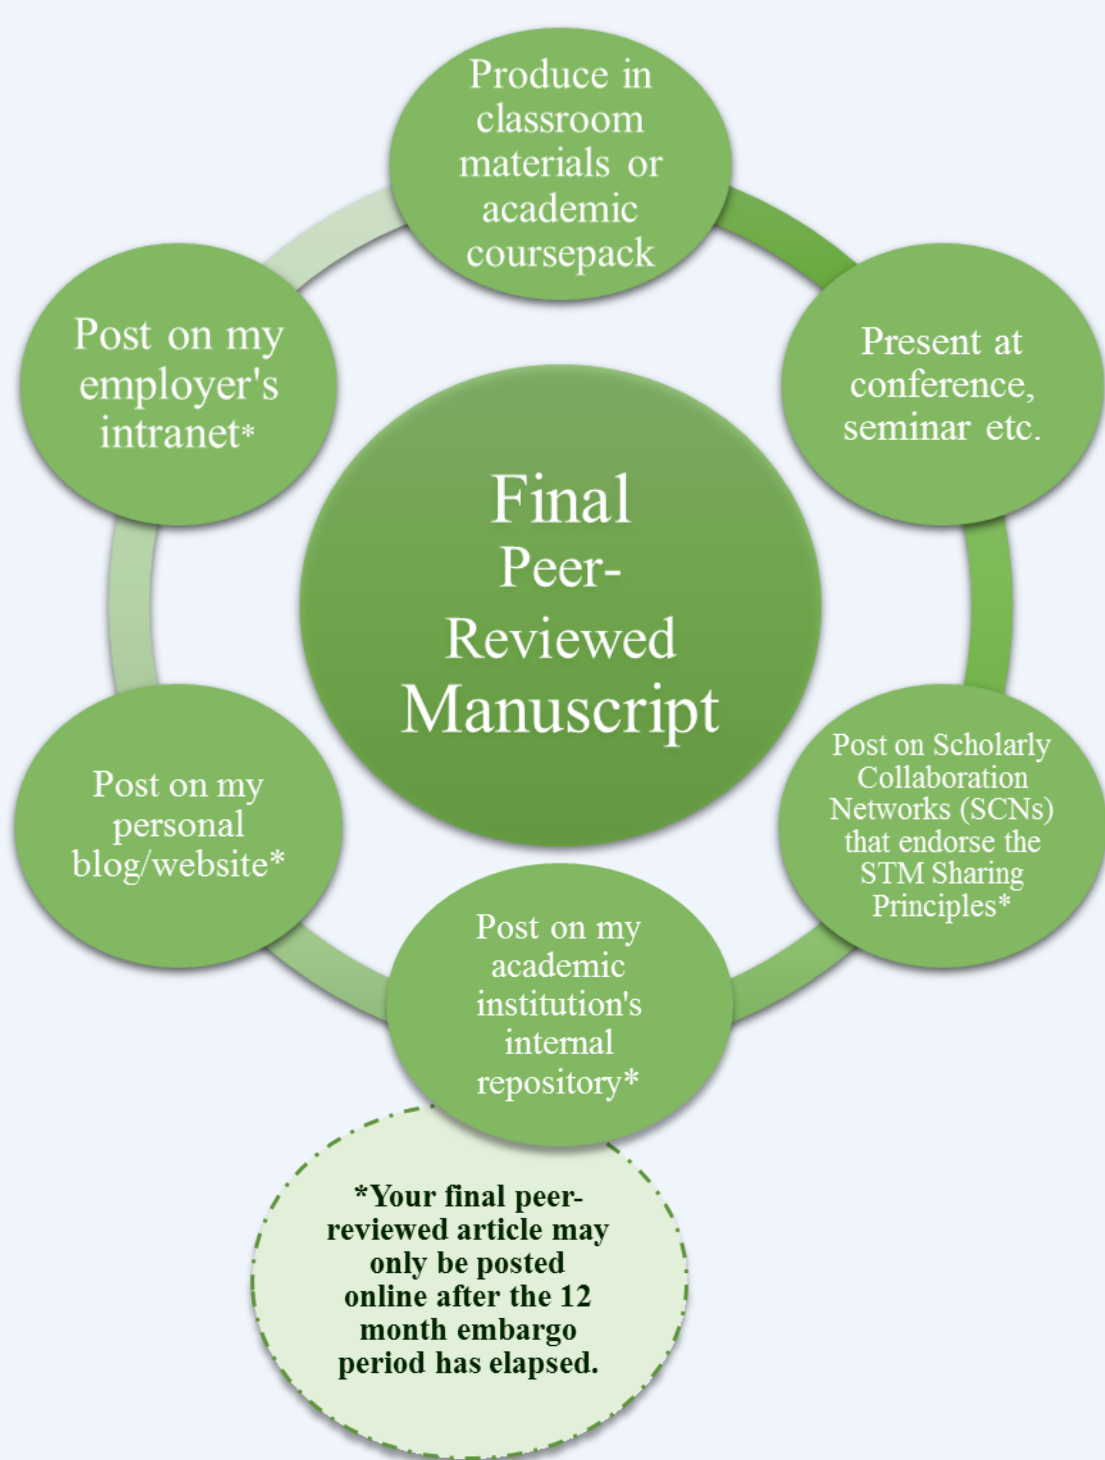 Produce in
classroom
materials or
academic
coursepack
Post on my
employer's
intranet*
Present at
conference,
seminar etc.
Final
Peer-
Reviewed
Manuscript
Post on my
personal
blog/website*
Post on Scholarly
Collaboration
Networks (SCNs)
that endorse the
STM Sharing
Principles*
Post on my
academic
institution's
internal
repository*
*Your final peer-
reviewed article may
only be posted
online after the 12
month embargo
period has elapsed.